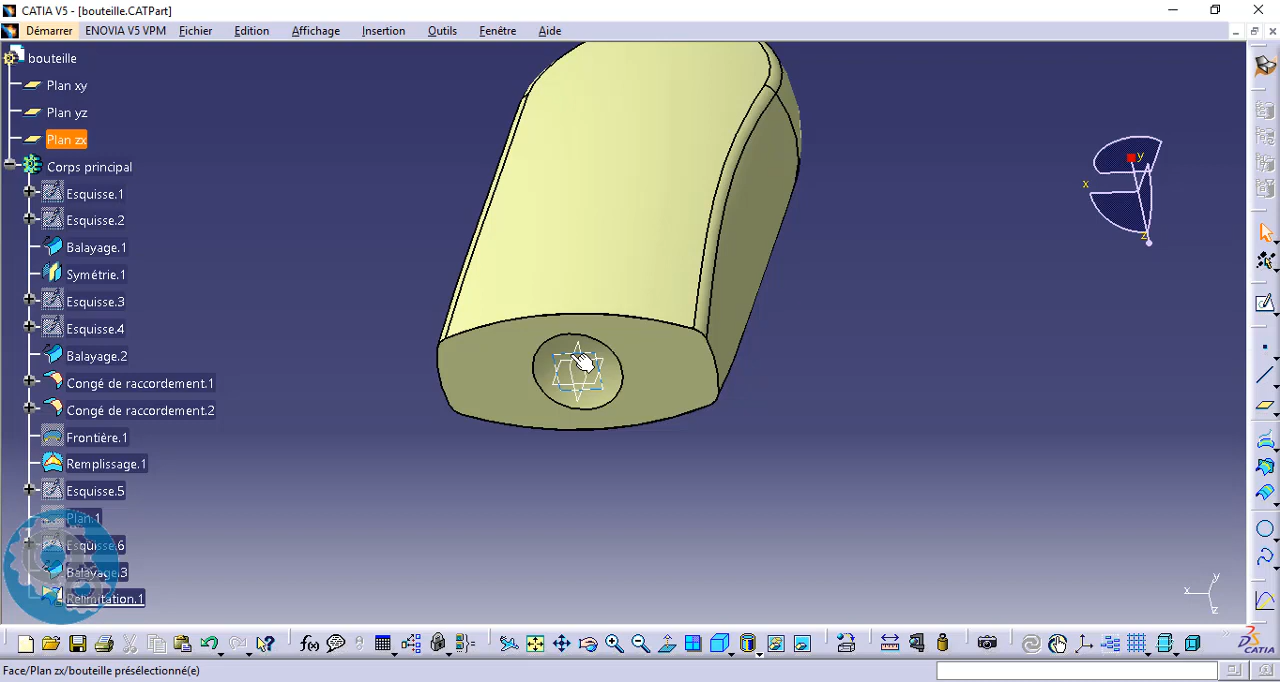 CATIA V5 - [bouteille.CATPart]
Démarrer ENOVIA V5 VPM Fichier Edition Affichage Insertion Outils Fenêtre Aide
bouteille
Plan xy
Plan yz
Plan zx
Corps principal
Esquisse.1
Esquisse.2
Balayage.1
Symétrie.1
Esquisse.3
Esquisse.4
Balayage.2
Congé de raccordement.1
Congé de raccordement.2
Frontière.1
Remplissage.1
Esquisse.5
Plan.1
Esquisse.6
Balayage.3
Relimitation.1
y
x
z
y
x
z
f(x)
CATIA
Face/Plan zx/bouteille présélectionné(e)